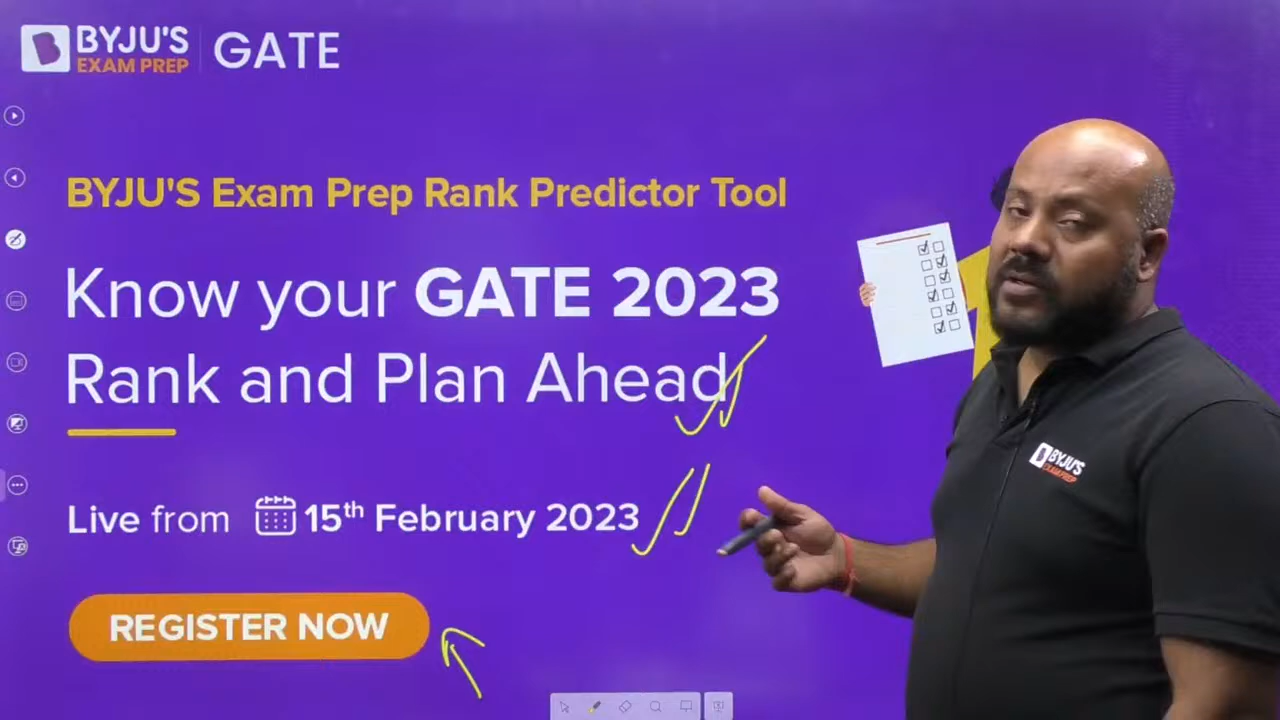 BYJU'S
EXAM PREP
GATE
BYJU'S Exam Prep Rank Predictor Tool
Know your GATE 2023
Rank and Plan Ahead
Live from 15th February 2023
REGISTER NOW
BYJU'S
EXAM PREP